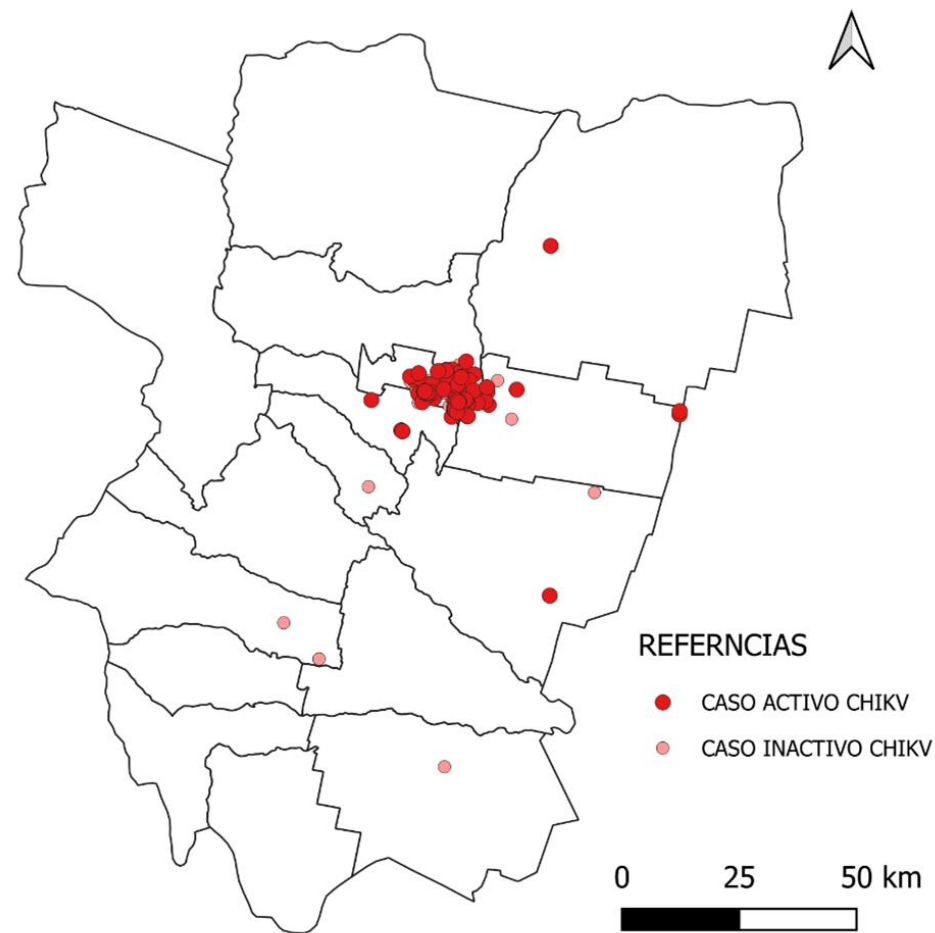 REFERNCIAS
CASO ACTIVO CHIKV
CASO INACTIVO CHIKV
0 25 50 km